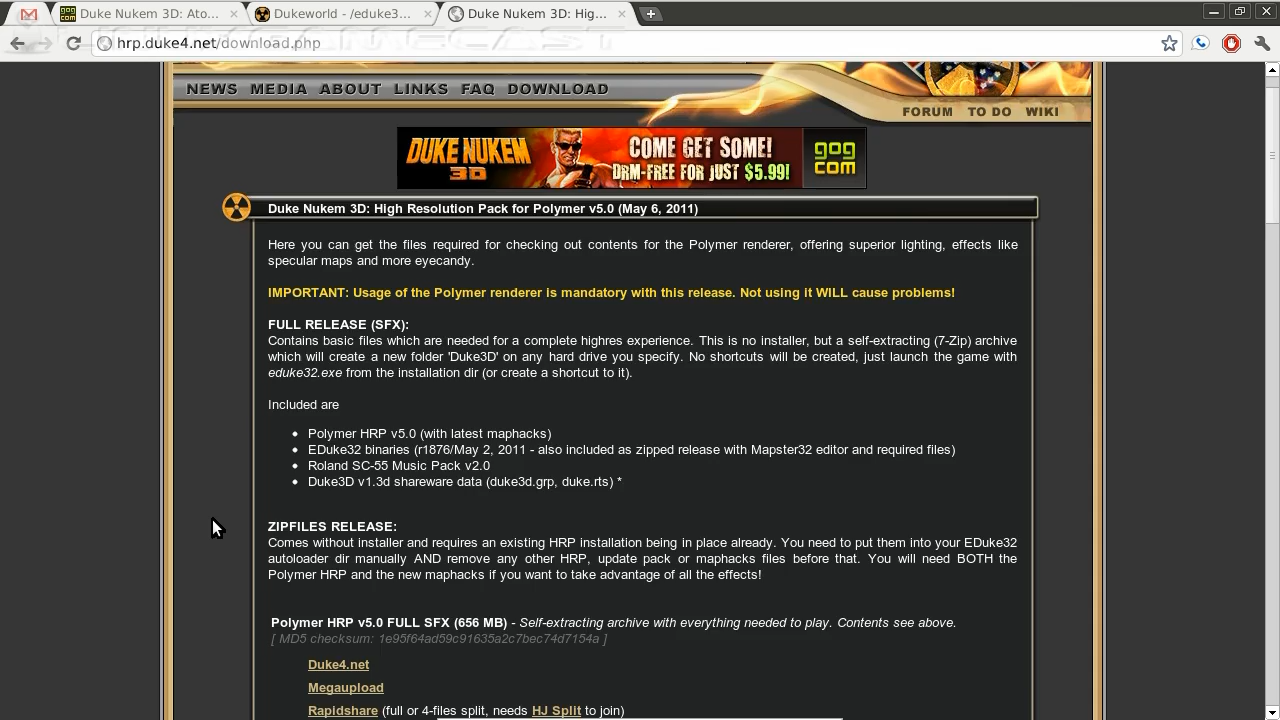 Duke Nukem 3D: Ato...
Dukeworld - /eduke3...
Duke Nukem 3D: Hig...
hrp.duke4.net/download.php
NEWS MEDIA ABOUT LINKS FAQ DOWNLOAD
FORUM TO DO WIKI
DUKE NUKEM 3D
COME GET SOME!
DRM-FREE FOR JUST $5.99!
gog com
Duke Nukem 3D: High Resolution Pack for Polymer v5.0 (May 6, 2011)
Here you can get the files required for checking out contents for the Polymer renderer, offering superior lighting, effects like
specular maps and more eyecandy.
IMPORTANT: Usage of the Polymer renderer is mandatory with this release. Not using it WILL cause problems!
FULL RELEASE (SFX):
Contains basic files which are needed for a complete highres experience. This is no installer, but a self-extracting (7-Zip) archive
which will create a new folder 'Duke3D' on any hard drive you specify. No shortcuts will be created, just launch the game with
eduke32.exe from the installation dir (or create a shortcut to it).
Included are
Polymer HRP v5.0 (with latest maphacks)
EDuke32 binaries (r1876/May 2, 2011 - also included as zipped release with Mapster32 editor and required files)
Roland SC-55 Music Pack v2.0
Duke3D v1.3d shareware data (duke3d.grp, duke.rts) *
ZIPFILES RELEASE:
Comes without installer and requires an existing HRP installation being in place already. You need to put them into your EDuke32
autoloader dir manually AND remove any other HRP, update pack or maphacks files before that. You will need BOTH the
Polymer HRP and the new maphacks if you want to take advantage of all the effects!
Polymer HRP v5.0 FULL SFX (656 MB) - Self-extracting archive with everything needed to play. Contents see above.
[ MD5 checksum: 1e95f64ad59c91635a2c7bec74d7154a ]
Duke4.net
Megaupload
Rapidshare (full or 4-files split, needs HJ Split to join)